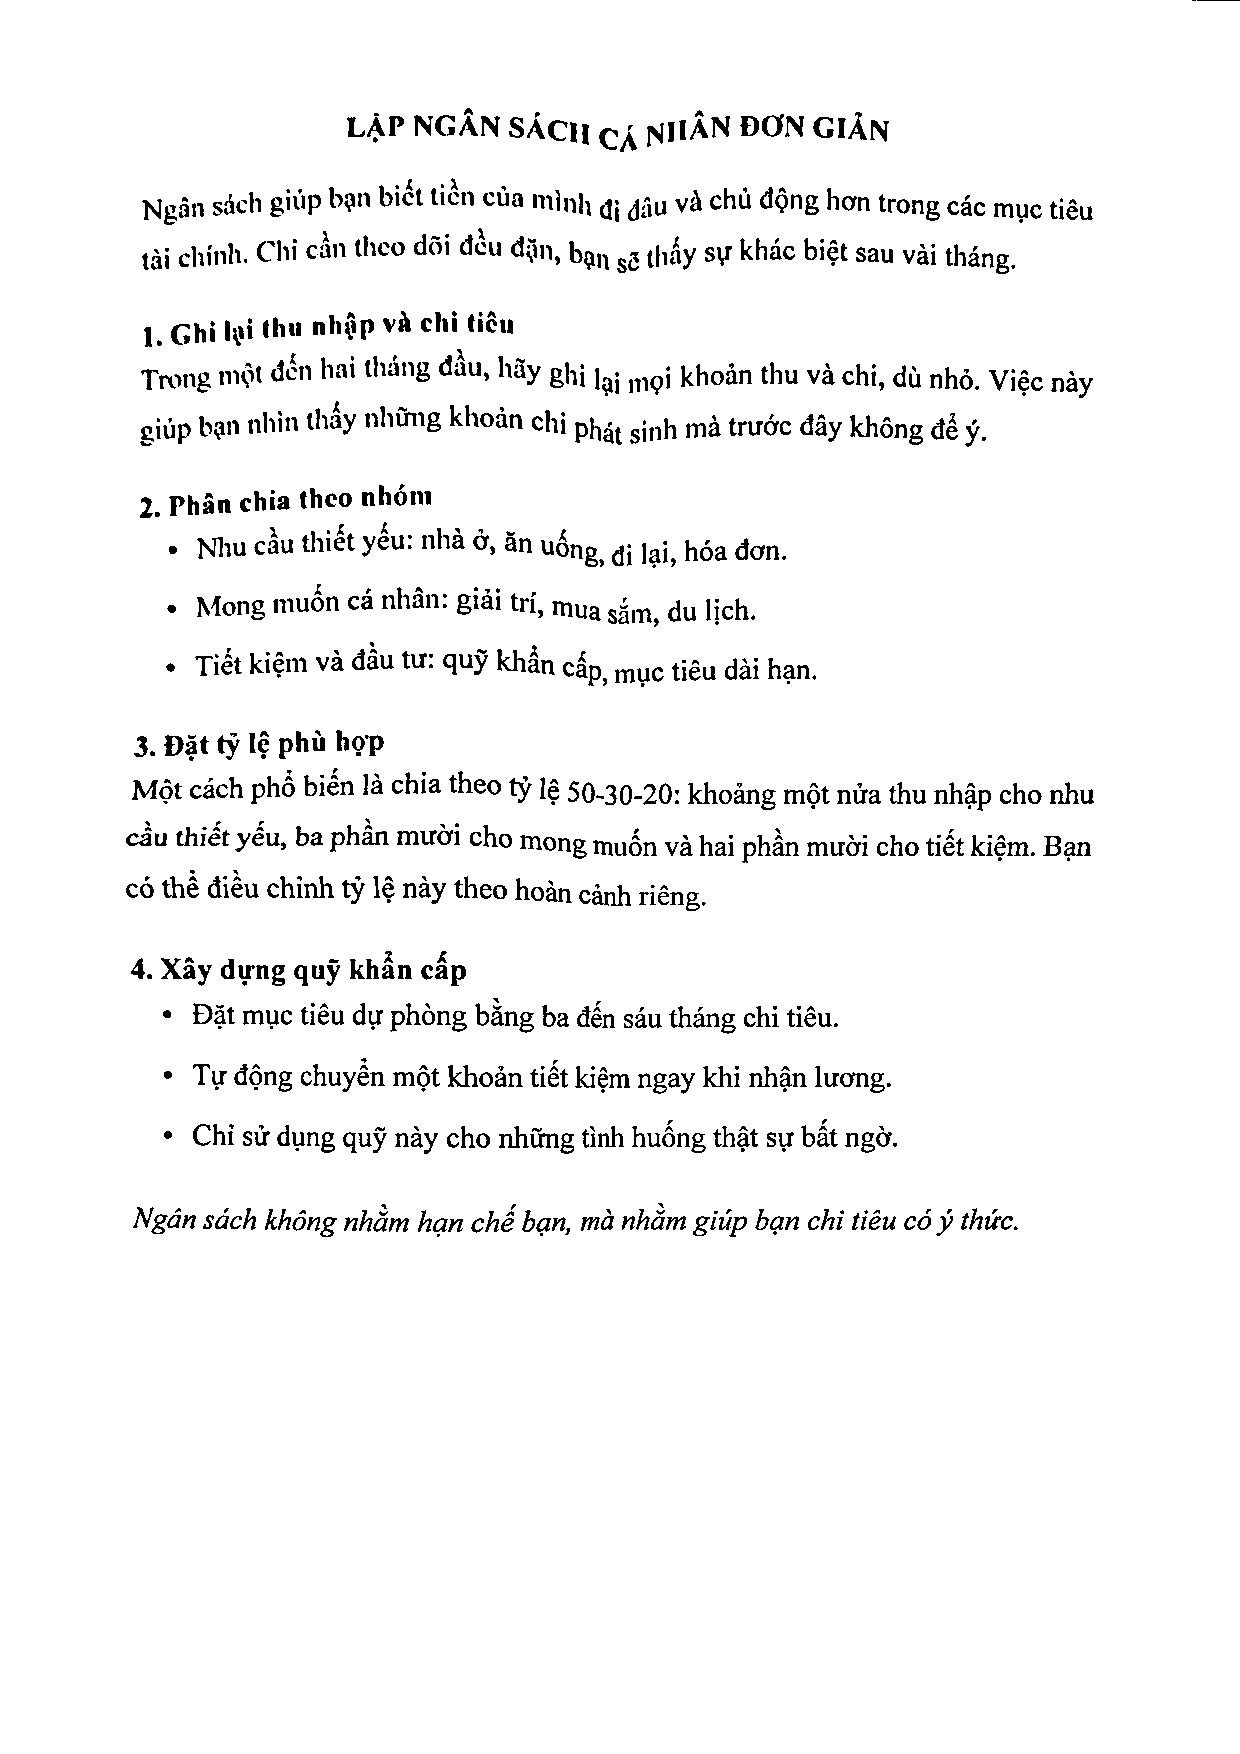 LẬP NGÂN SÁCH CÁ NHÂN ĐƠN GIẢN
Ngân sách giúp bạn biết tiền của mình đi đâu và chủ động hơn trong các mục tiêu
tài chính. Chỉ cần theo dõi đều đặn, bạn sẽ thấy sự khác biệt sau vài tháng.
1. Ghi lại thu nhập và chi tiêu
Trong một đến hai tháng đầu, hãy ghi lại mọi khoản thu và chi, dù nhỏ. Việc này
giúp bạn nhìn thấy những khoản chi phát sinh mà trước đây không để ý.
2. Phân chia theo nhóm
• Nhu cầu thiết yếu: nhà ở, ăn uống, đi lại, hóa đơn.
• Mong muốn cá nhân: giải trí, mua sắm, du lịch.
• Tiết kiệm và đầu tư: quỹ khẩn cấp, mục tiêu dài hạn.
3. Đặt tỷ lệ phù hợp
Một cách phổ biến là chia theo tỷ lệ 50-30-20: khoảng một nửa thu nhập cho nhu
cầu thiết yếu, ba phần mười cho mong muốn và hai phần mười cho tiết kiệm. Bạn
có thể điều chỉnh tỷ lệ này theo hoàn cảnh riêng.
4. Xây dựng quỹ khẩn cấp
• Đặt mục tiêu dự phòng bằng ba đến sáu tháng chi tiêu.
• Tự động chuyển một khoản tiết kiệm ngay khi nhận lương.
• Chỉ sử dụng quỹ này cho những tình huống thật sự bất ngờ.
Ngân sách không nhằm hạn chế bạn, mà nhằm giúp bạn chi tiêu có ý thức.